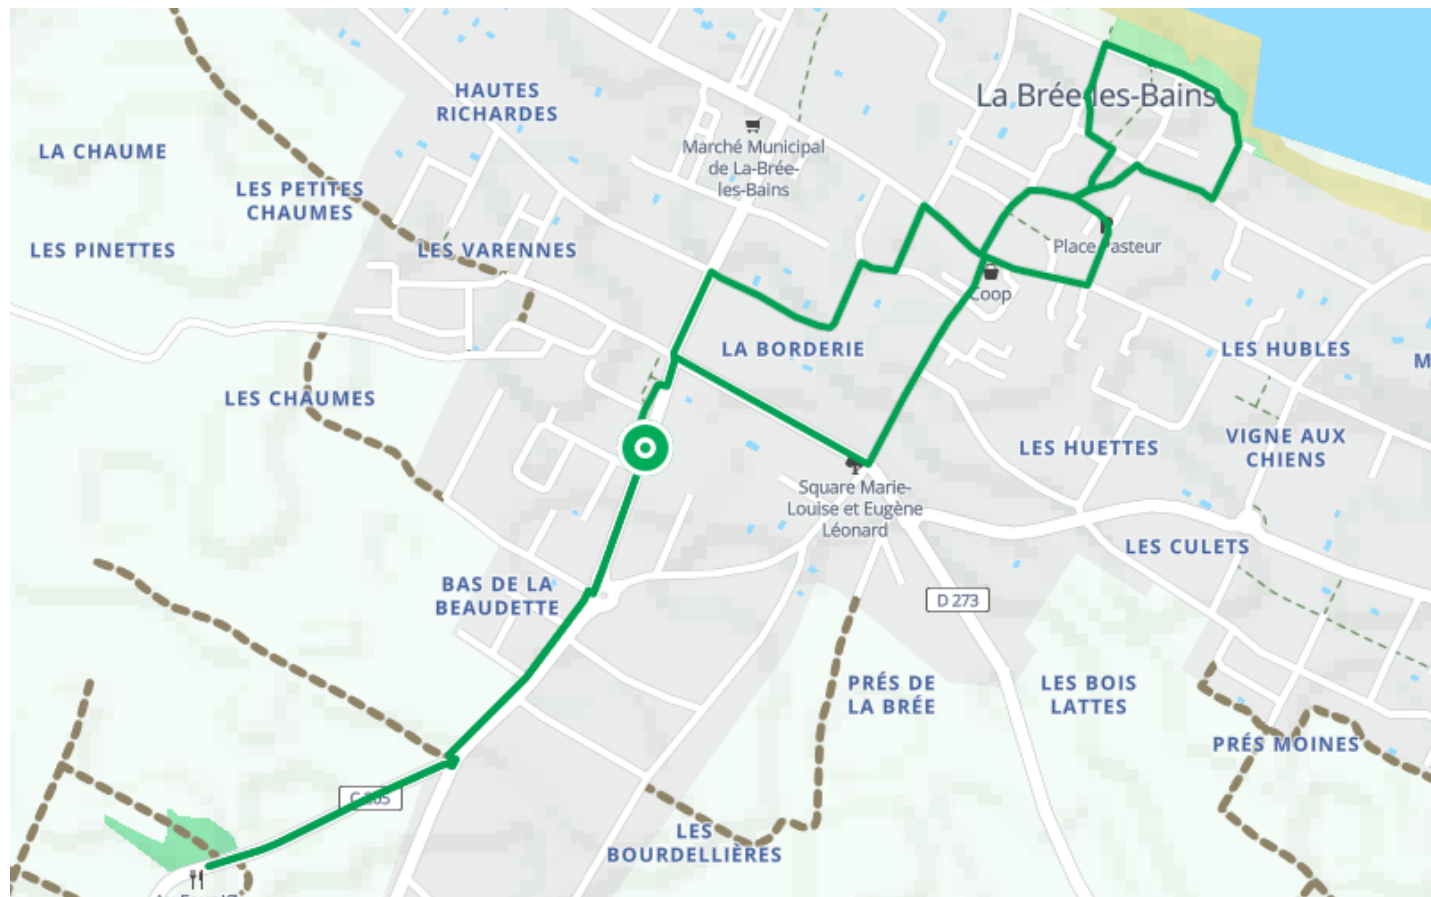 HAUTES
RICHARDES
La Brée-les-Bains
LA CHAUME
Marché Municipal
de La-Brée-
les-Bains
LES PETITES
CHAUMES
LES PINETTES
LES VARENNES
Place Pasteur
Coop
LA BORDERIE
LES HUBLES
M
LES CHAUMES
LES HUETTES
VIGNE AUX
CHIENS
Square Marie-
Louise et Eugène
Léonard
LES CULETS
BAS DE LA
BEAUDETTE
D 273
PRÉS DE
LA BRÉE
LES BOIS
LATTES
PRÉS MOINES
LES
BOURDELLIÈRES